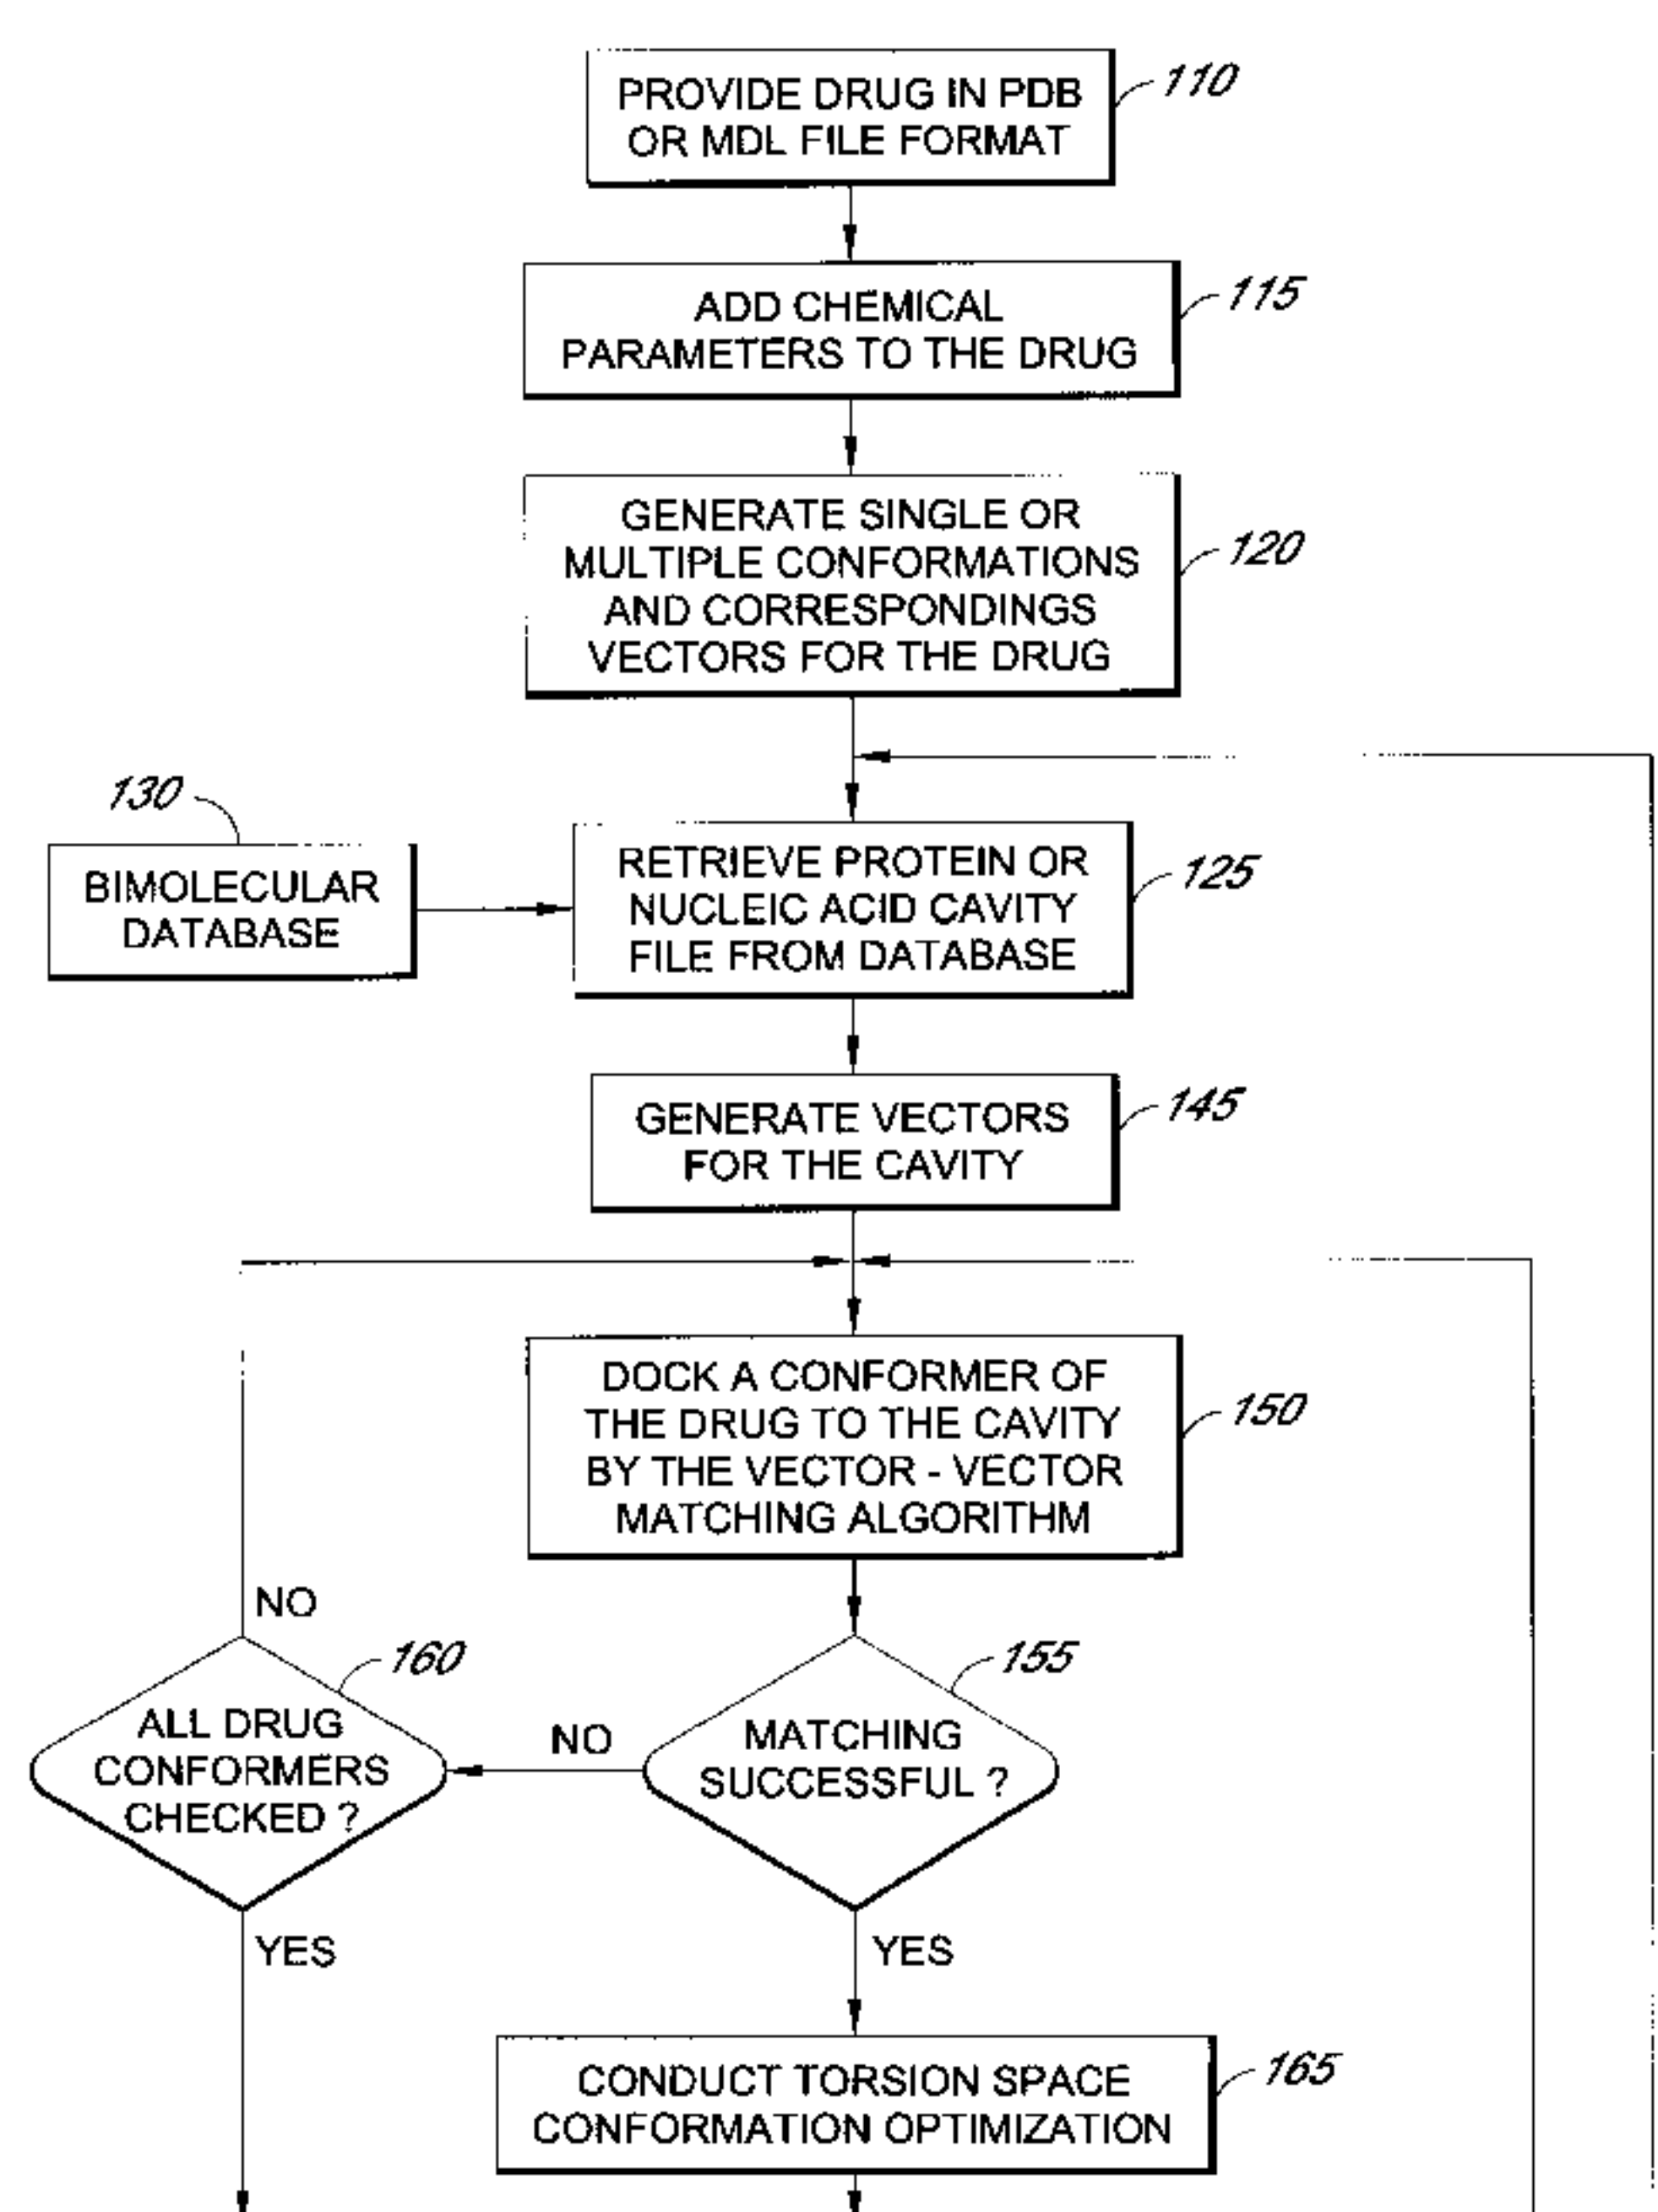 PROVIDE DRUG IN PDB
OR MDL FILE FORMAT
110
ADD CHEMICAL
PARAMETERS TO THE DRUG
115
GENERATE SINGLE OR
MULTIPLE CONFORMATIONS
AND CORRESPONDINGS
VECTORS FOR THE DRUG
120
130
BIMOLECULAR
DATABASE
RETRIEVE PROTEIN OR
NUCLEIC ACID CAVITY
FILE FROM DATABASE
125
GENERATE VECTORS
FOR THE CAVITY
145
DOCK A CONFORMER OF
THE DRUG TO THE CAVITY
BY THE VECTOR - VECTOR
MATCHING ALGORITHM
150
NO
160
ALL DRUG
CONFORMERS
CHECKED ?
NO
155
MATCHING
SUCCESSFUL ?
YES
YES
CONDUCT TORSION SPACE
CONFORMATION OPTIMIZATION
165